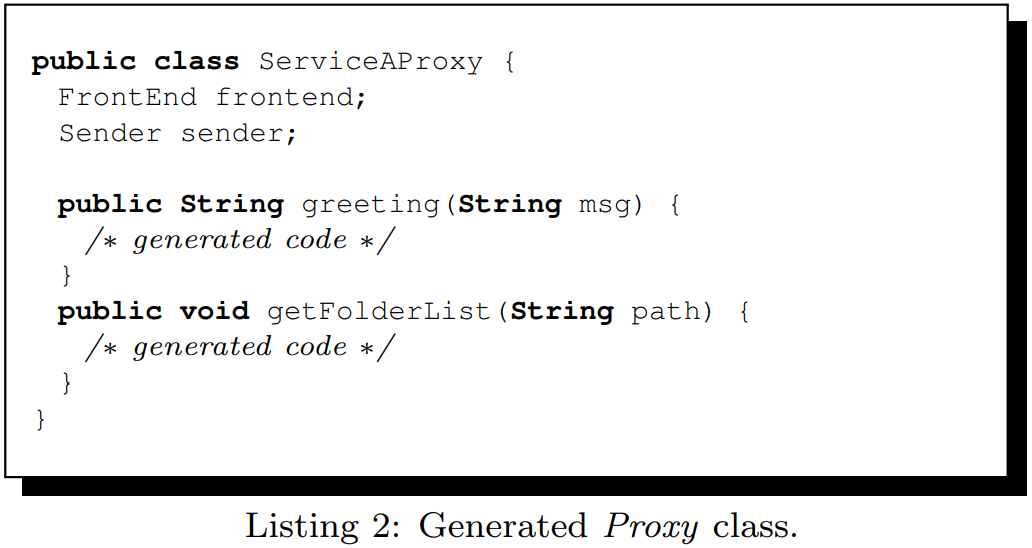 public class ServiceAProxy {
FrontEnd frontend;
Sender sender;
public String greeting(String msg) {
/* generated code */
}
public void getFolderList(String path) {
/* generated code */
}
}
Listing 2: Generated Proxy class.